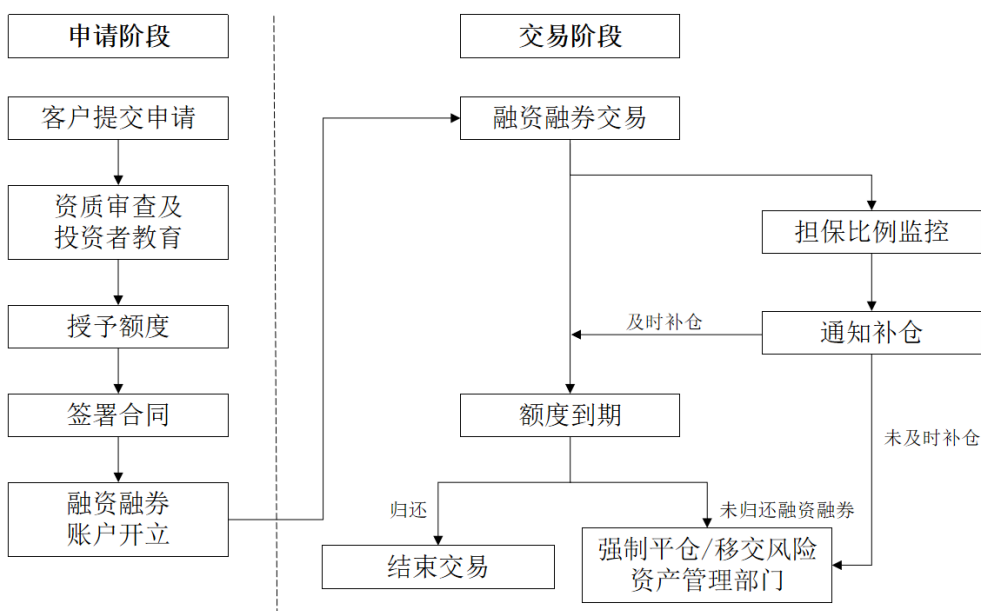 申请阶段
客户提交申请
资质审查及
投资者教育
授予额度
签署合同
融资融券
账户开立
交易阶段
融资融券交易
担保比例监控
通知补仓
及时补仓
未及时补仓
额度到期
归还
未归还融资融券
结束交易
强制平仓/移交风险
资产管理部门